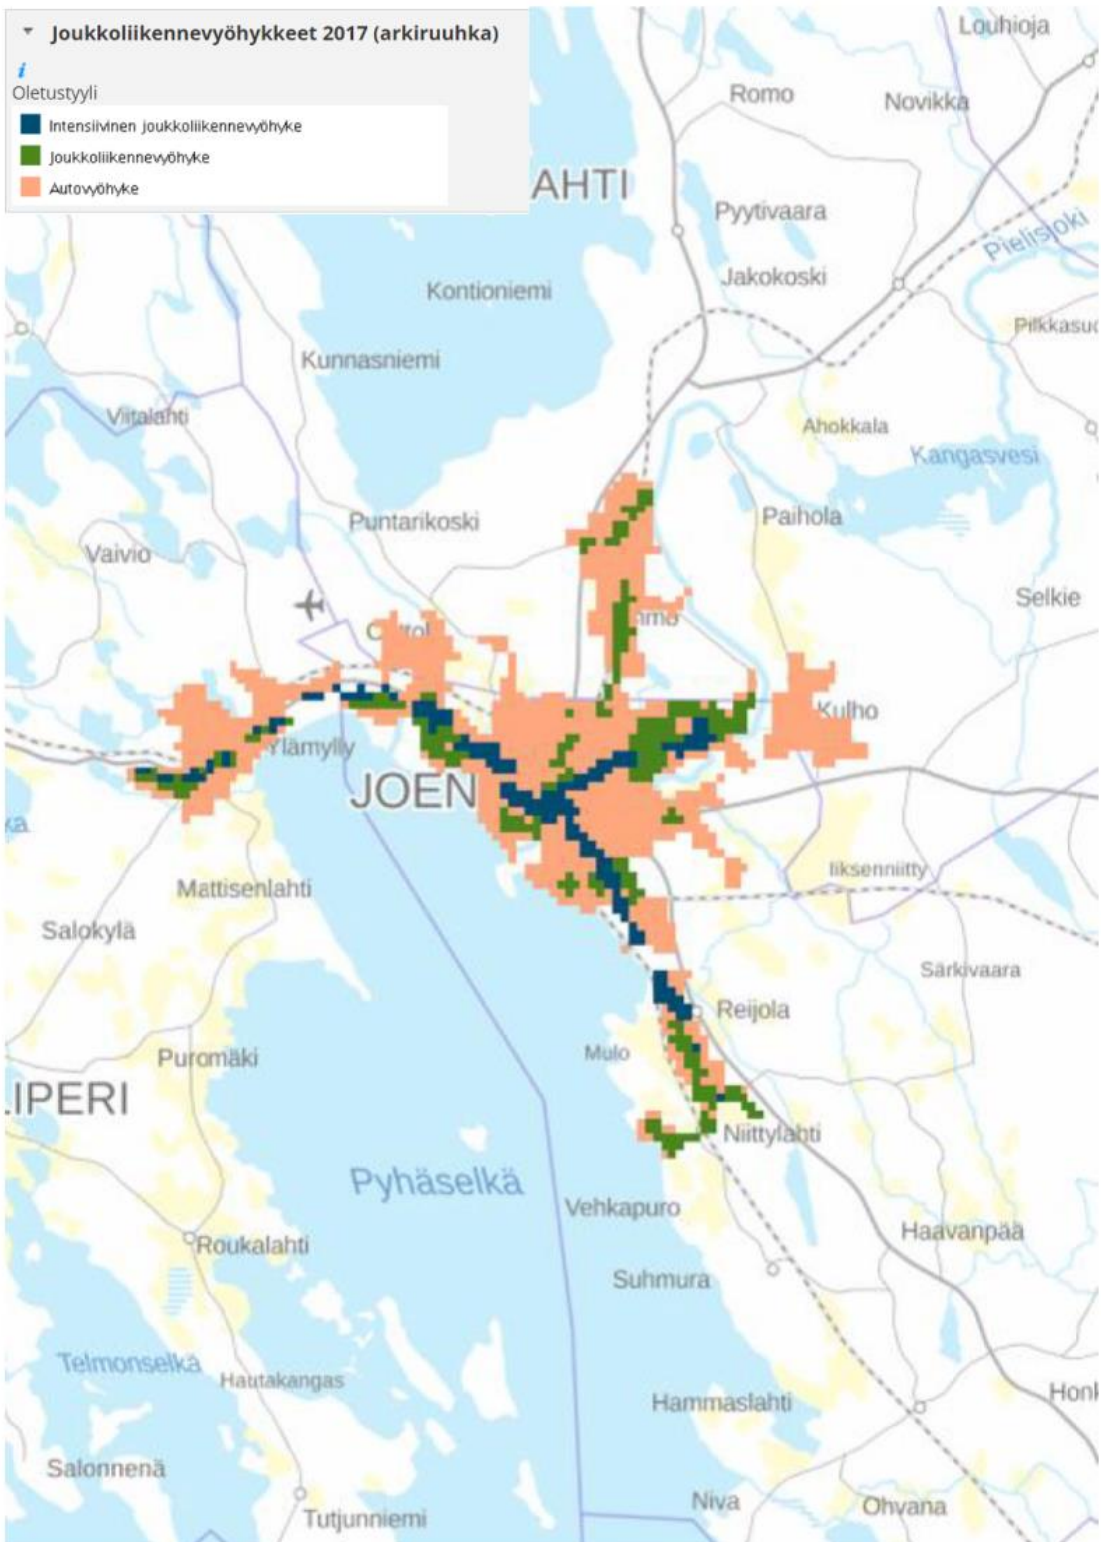 Joukkoliikennevyöhykkeet 2017 (arkiruuhka)
i
Oletustyyli
Intensiivinen joukkoliikennevyöhyke
Joukkoliikennevyöhyke
Autovyöhyke
Louhioja
Romo
Novikka
AHTI
Pyytivaara
Pielisjoki
Jakokoski
Kontioniemi
Pilkkasuo
Kunnasniemi
Viitalahti
Ahokkala
Kangasvesi
Puntarikoski
Paihola
Vaivio
Selkie
Kulho
Ylämylly
JOEN
Iiksenniitty
Mattisenlahti
Salokylä
Särkivaara
Reijola
Mulo
Puromäki
LIPERI
Niittylahti
Pyhäselkä
Vehkapuro
Haavanpää
Roukalahti
Suhmura
Telmonselkä
Hautakangas
Hammaslahti
Honk
Salonnenä
Niva
Ohvana
Tutjunniemi